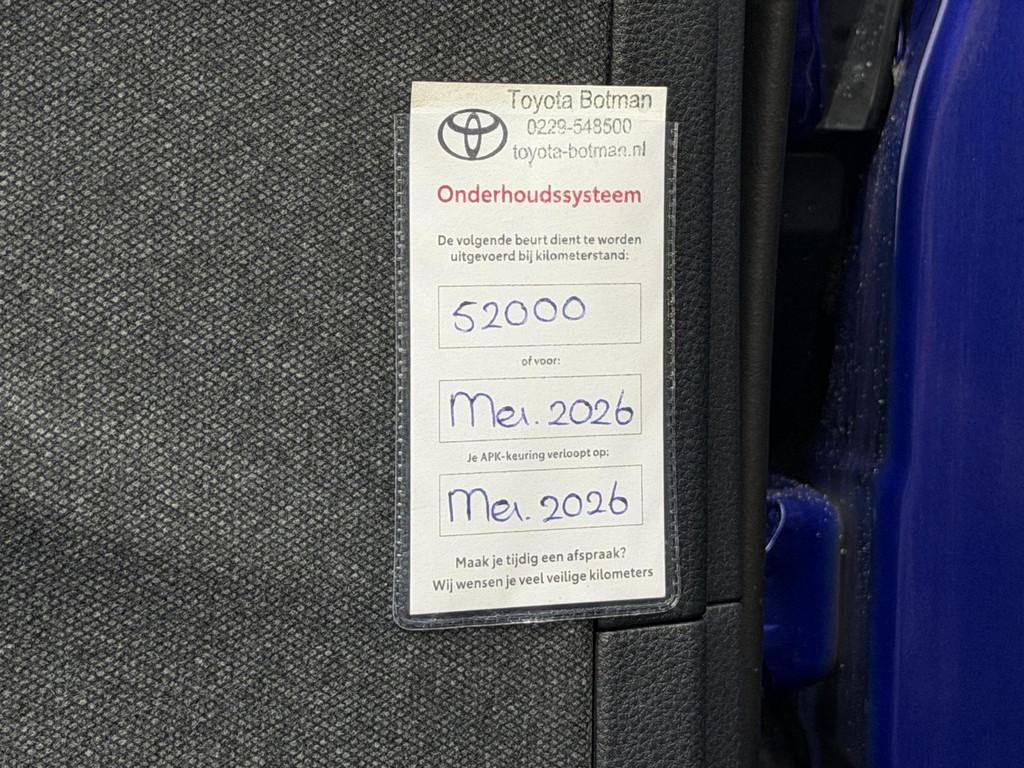 Toyota Botman
0229-548500
toyota-botman.nl
Onderhoudssysteem
De volgende beurt dient te worden
uitgevoerd bij kilometerstand:
52000
of voor:
Mei. 2026
Je APK-keuring verloopt op:
Mei. 2026
Maak je tijdig een afspraak?
Wij wensen je veel veilige kilometers